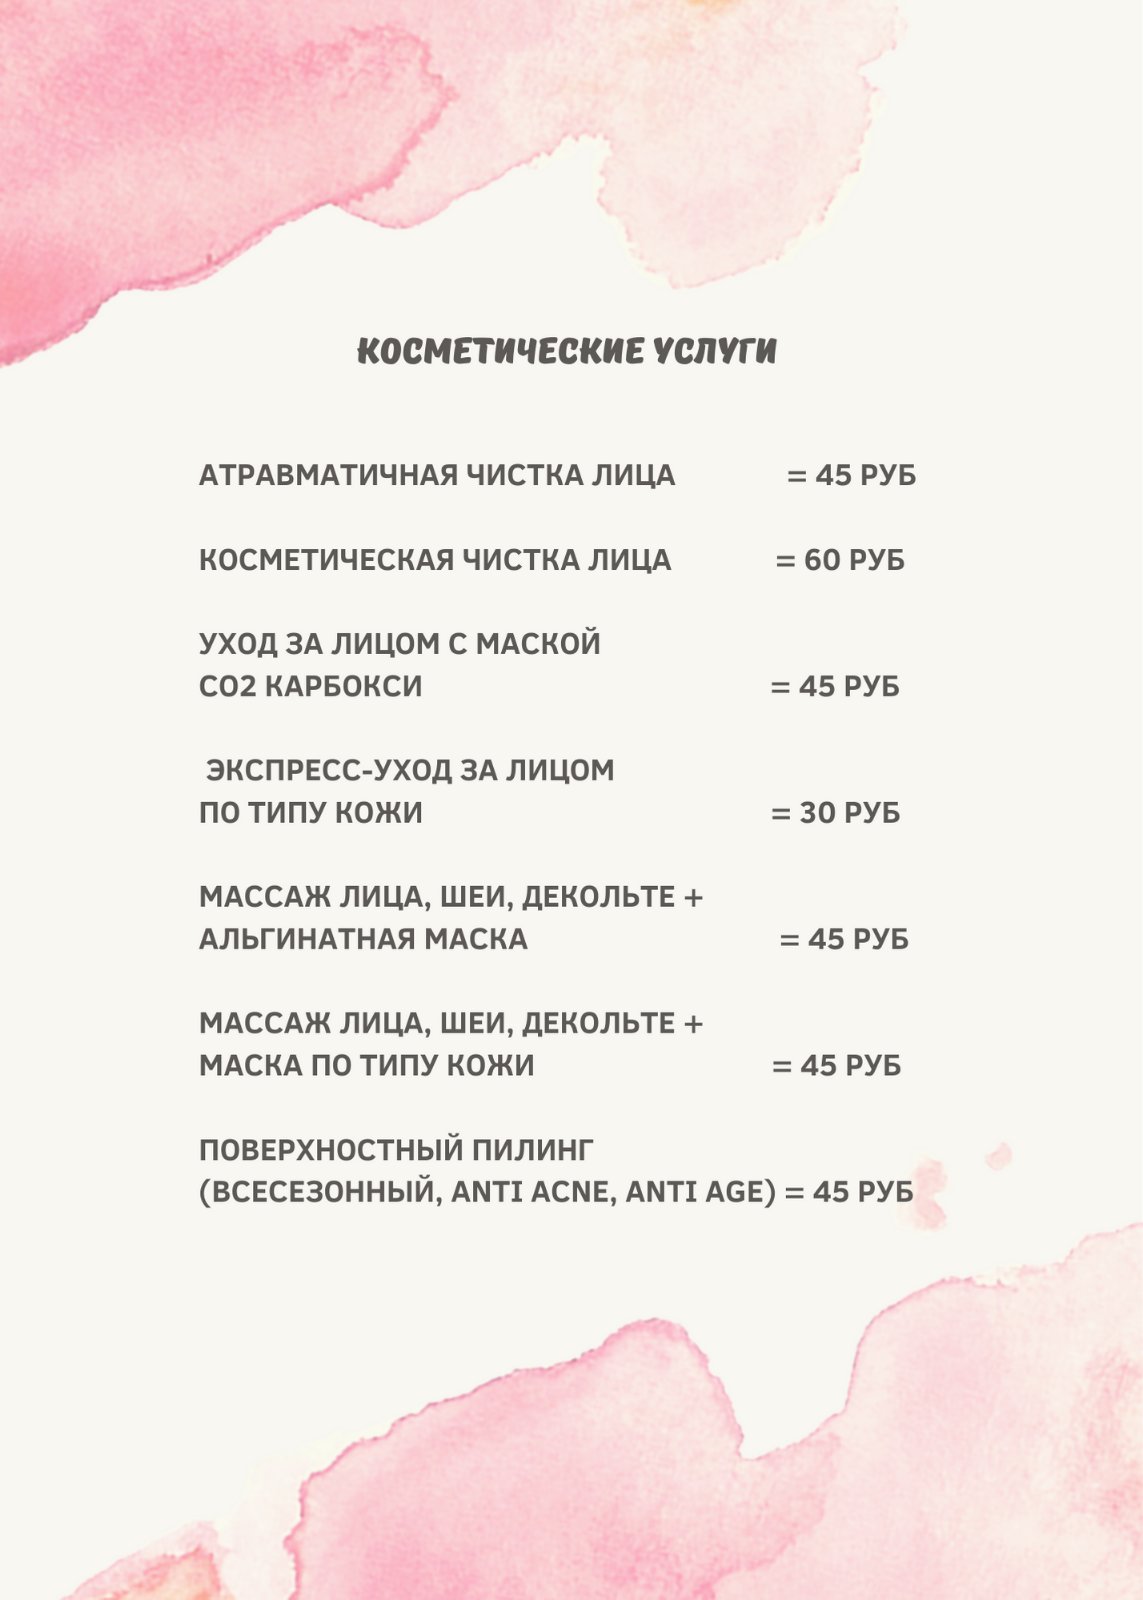 КОСМЕТИЧЕСКИЕ УСЛУГИ
АТРАВМАТИЧНАЯ ЧИСТКА ЛИЦА = 45 РУБ
КОСМЕТИЧЕСКАЯ ЧИСТКА ЛИЦА = 60 РУБ
УХОД ЗА ЛИЦОМ С МАСКОЙ
СО2 КАРБОКСИ = 45 РУБ
ЭКСПРЕСС-УХОД ЗА ЛИЦОМ
ПО ТИПУ КОЖИ = 30 РУБ
МАССАЖ ЛИЦА, ШЕИ, ДЕКОЛЬТЕ +
АЛЬГИНАТНАЯ МАСКА = 45 РУБ
МАССАЖ ЛИЦА, ШЕИ, ДЕКОЛЬТЕ +
МАСКА ПО ТИПУ КОЖИ = 45 РУБ
ПОВЕРХНОСТНЫЙ ПИЛИНГ
(ВСЕСЕЗОННЫЙ, ANTI ACNE, ANTI AGE) = 45 РУБ